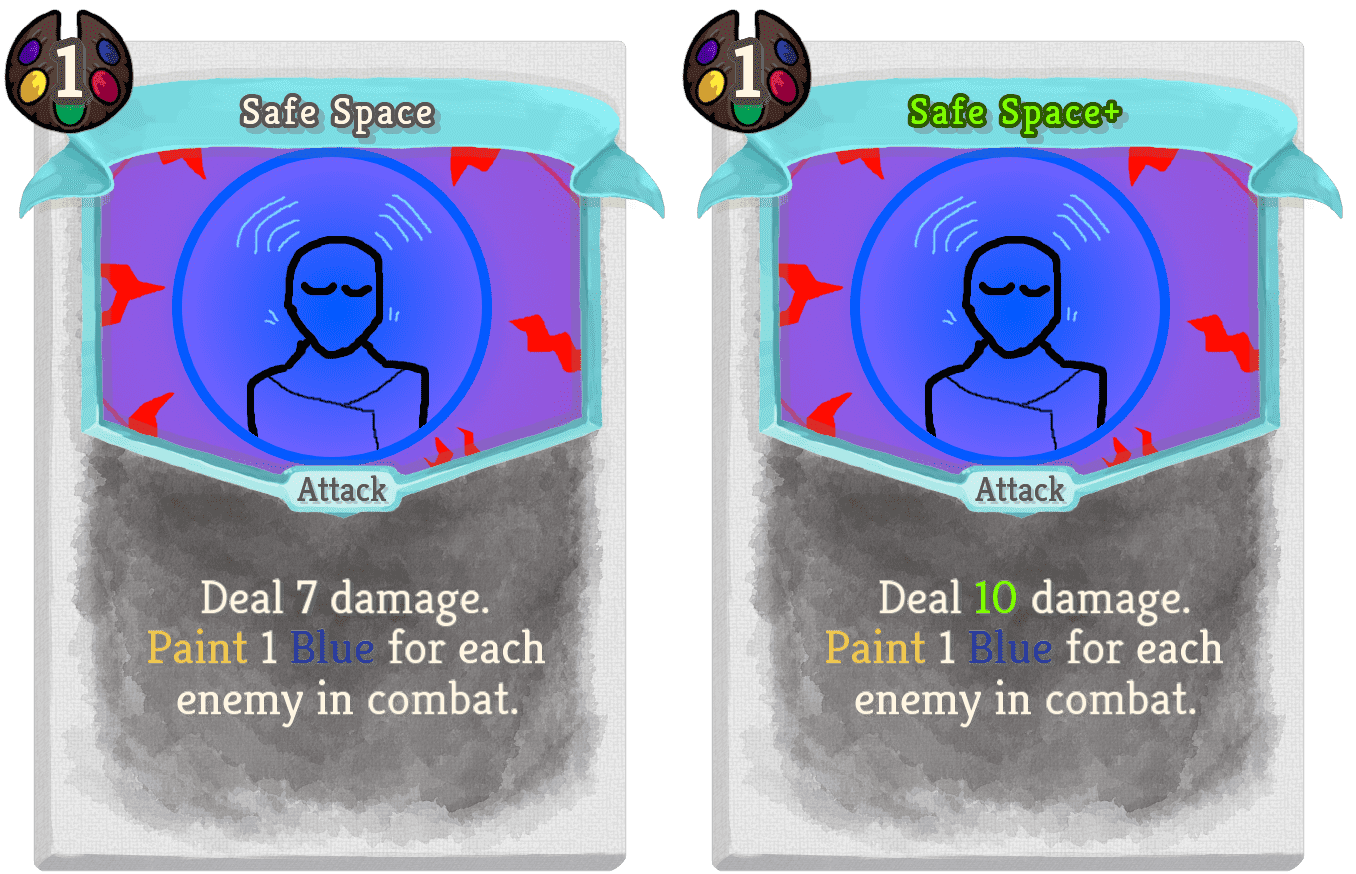 1
Safe Space
Attack
Deal 7 damage.
Paint 1 Blue for each
enemy in combat.
1
Safe Space+
Attack
Deal 10 damage.
Paint 1 Blue for each
enemy in combat.